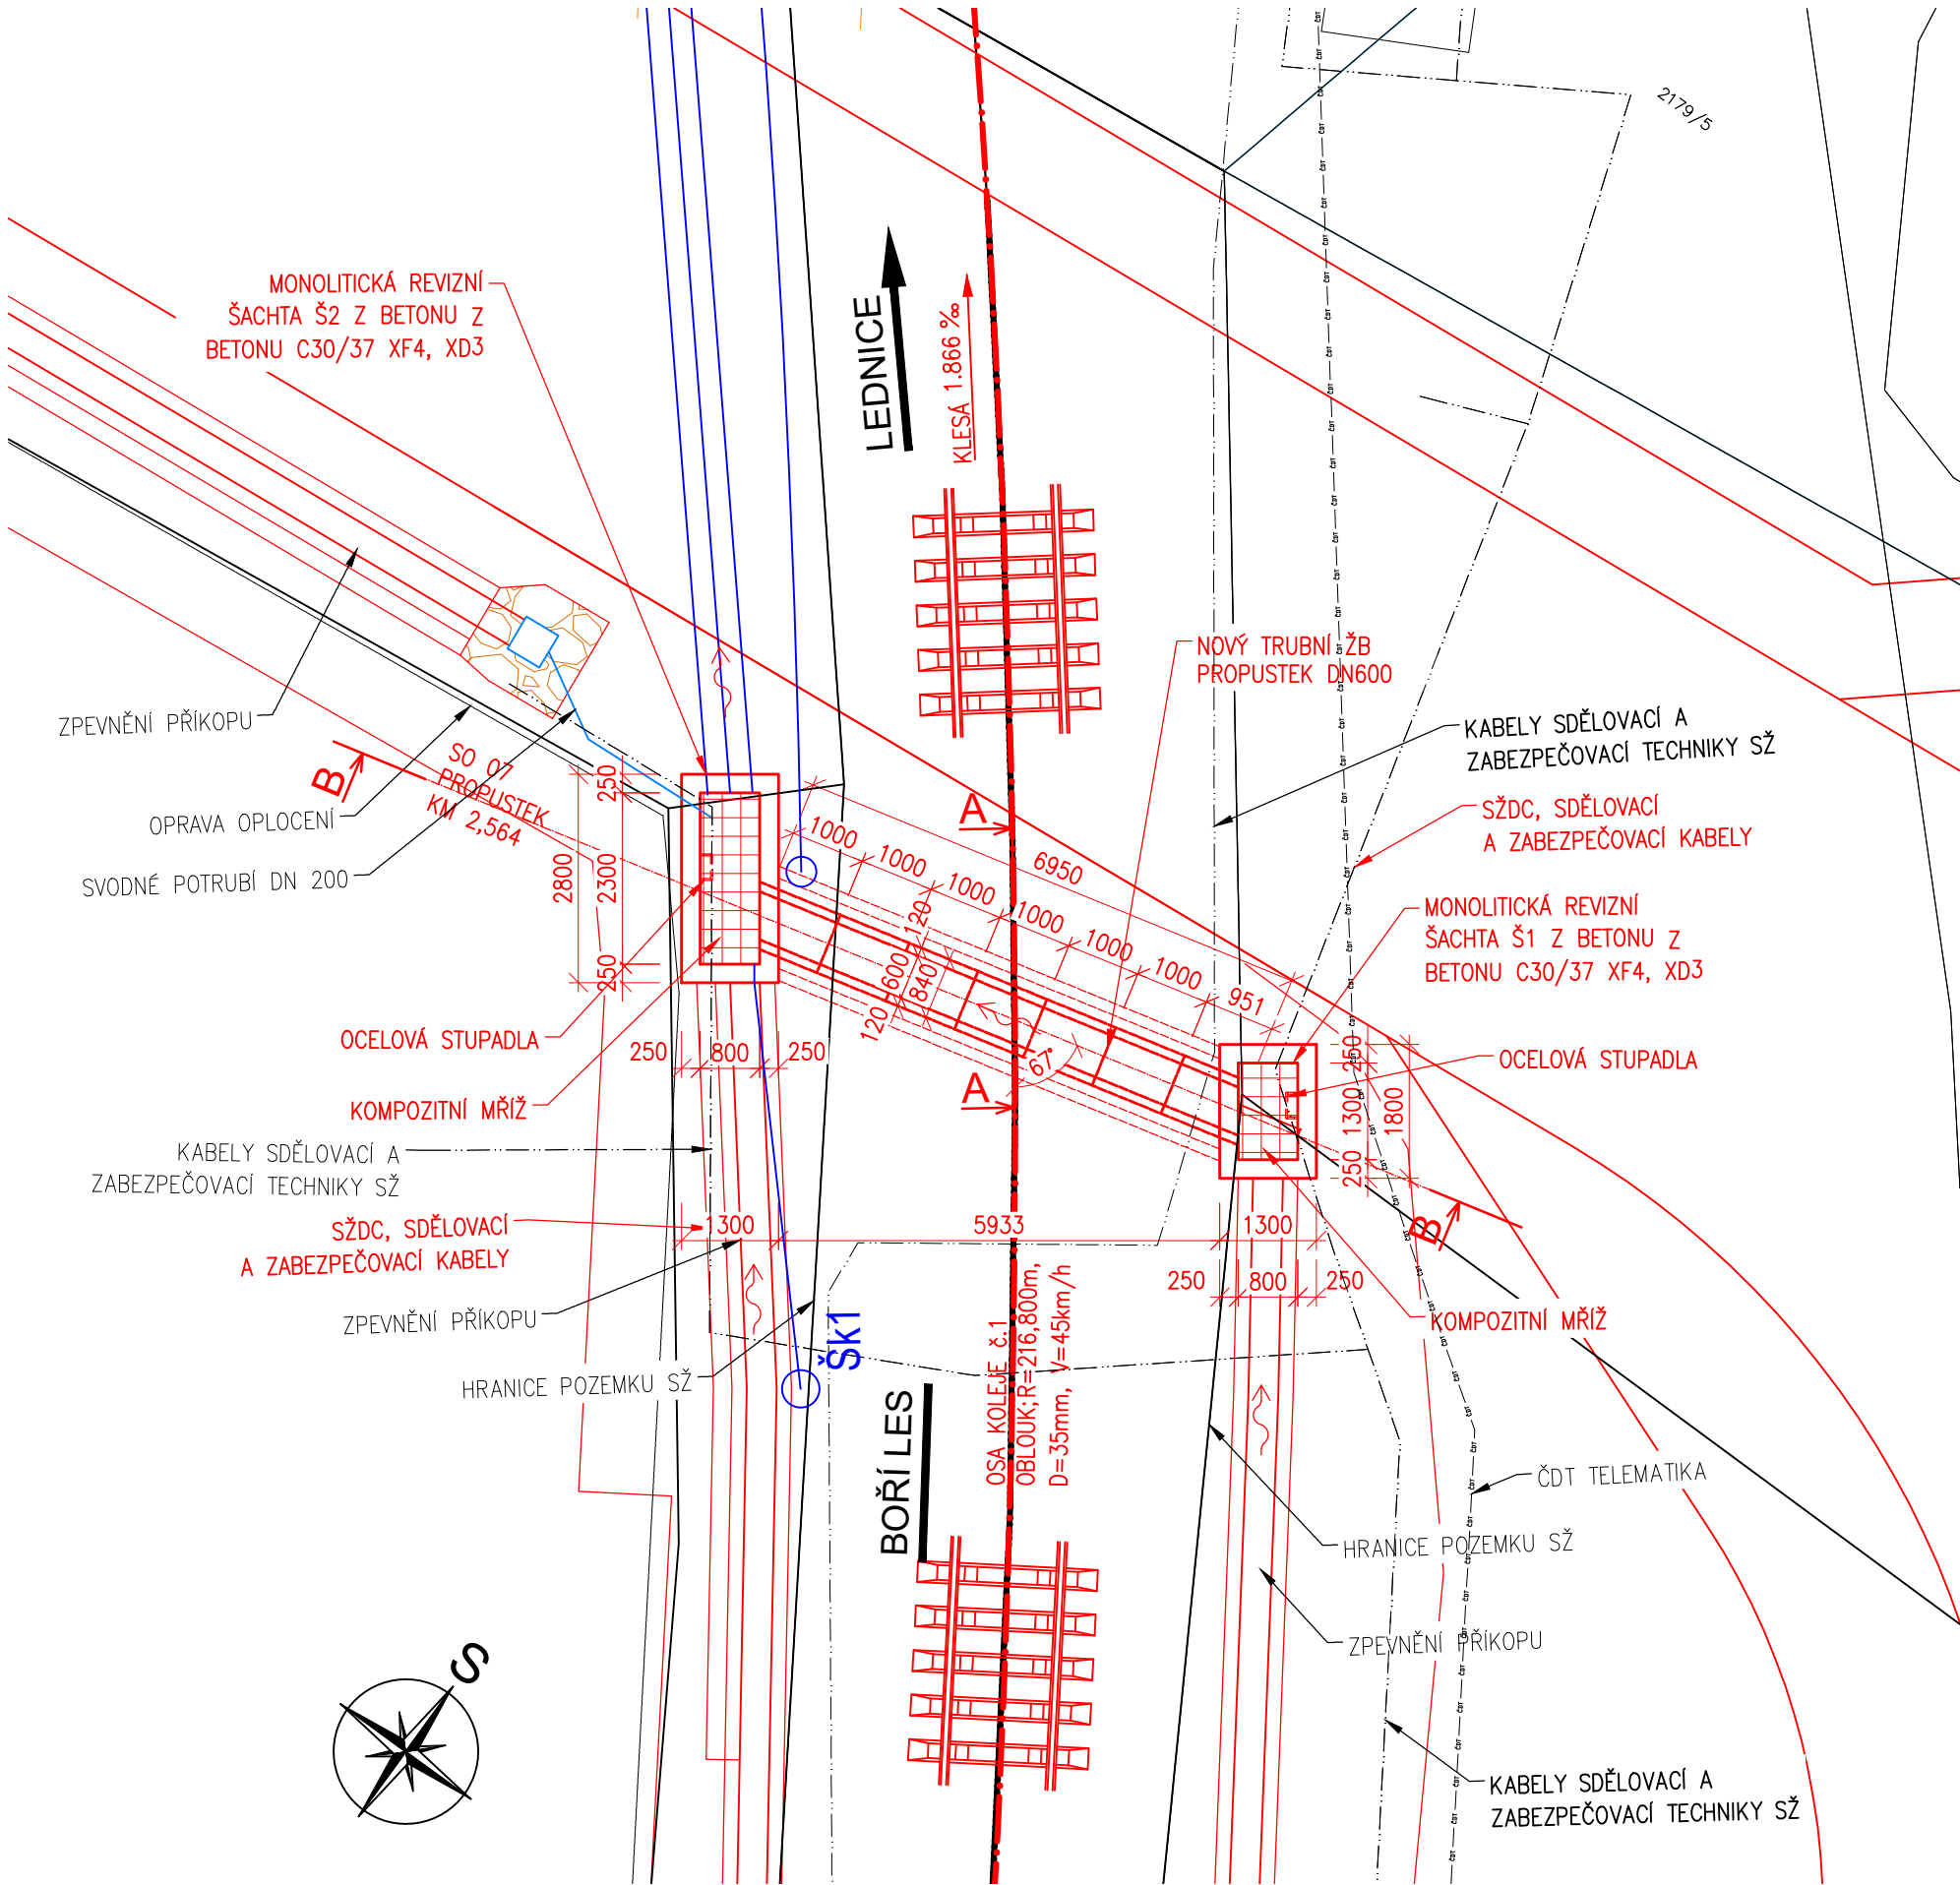 2179/5
MONOLITICKÁ REVIZNÍ
ŠACHTA Š2 Z BETONU Z
BETONU C30/37 XF4, XD3
LEDNICE
KLESÁ 1.866 ‰
NOVÝ TRUBNÍ ŽB
PROPUSTEK DN600
ZPEVNĚNÍ PŘÍKOPU
KABELY SDĚLOVACÍ A
ZABEZPEČOVACÍ TECHNIKY SŽ
B
SO 07
PROPUSTEK
KM 2,564
OPRAVA OPLOCENÍ
SVODNÉ POTRUBÍ DN 200
SŽDC, SDĚLOVACÍ
A ZABEZPEČOVACÍ KABELY
250
2800
2300
250
A
1000
1000
1000
1000
1000
1000
951
6950
120
600
840
120
67°
A
MONOLITICKÁ REVIZNÍ
ŠACHTA Š1 Z BETONU Z
BETONU C30/37 XF4, XD3
OCELOVÁ STUPADLA
250
800
250
OCELOVÁ STUPADLA
250
1300
1800
250
KOMPOZITNÍ MŘÍŽ
KABELY SDĚLOVACÍ A
ZABEZPEČOVACÍ TECHNIKY SŽ
SŽDC, SDĚLOVACÍ
A ZABEZPEČOVACÍ KABELY
1300
5933
1300
B
250
800
250
ZPEVNĚNÍ PŘÍKOPU
KOMPOZITNÍ MŘÍŽ
ŠK1
HRANICE POZEMKU SŽ
OSA KOLEJE č.1
OBLOUK;R=216,800m,
D=35mm, V=45km/h
BOŘÍ LES
ČDT TELEMATIKA
HRANICE POZEMKU SŽ
ZPEVNĚNÍ PŘÍKOPU
S
KABELY SDĚLOVACÍ A
ZABEZPEČOVACÍ TECHNIKY SŽ